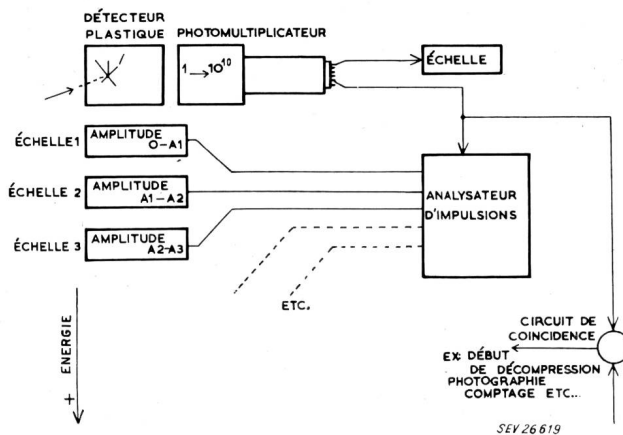 DÉTECTEUR
PLASTIQUE
PHOTOMULTIPLICATEUR
1 → 10¹⁰
ÉCHELLE
ÉCHELLE 1
AMPLITUDE
O-A1
ÉCHELLE 2
AMPLITUDE
A1-A2
ÉCHELLE 3
AMPLITUDE
A2-A3
ANALYSATEUR
D'IMPULSIONS
ETC.
+ ENERGIE
CIRCUIT DE
COINCIDENCE
EX: DÉBUT
DE DÉCOMPRESSION
PHOTOGRAPHIE
COMPTAGE ETC...
SEV 26619